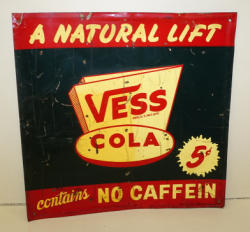 A NATURAL LIFT
VESS
COLA
5¢
contains NO CAFFEIN